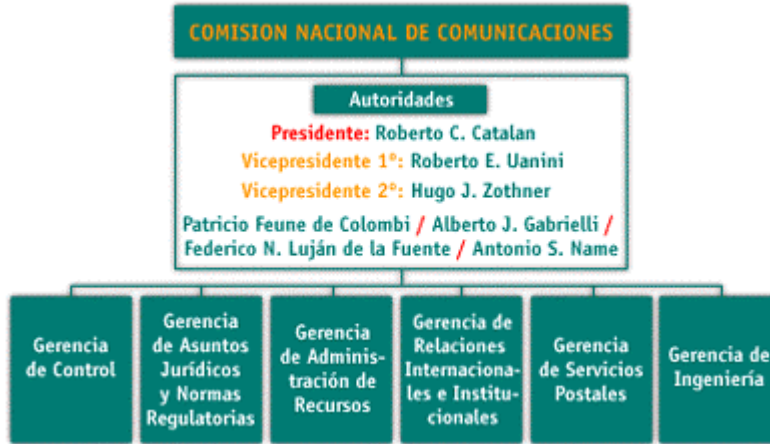 COMISION NACIONAL DE COMUNICACIONES
Autoridades
Presidente: Roberto C. Catalan
Vicepresidente 1º: Roberto E. Uanini
Vicepresidente 2º: Hugo J. Zothner
Patricio Feune de Colombi / Alberto J. Gabrielli /
Federico N. Luján de la Fuente / Antonio S. Name
Gerencia
de Control
Gerencia
de Asuntos
Jurídicos
y Normas
Regulatorias
Gerencia
de Adminis-
tración de
Recursos
Gerencia de
Relaciones
Internaciona-
les e Institu-
cionales
Gerencia
de Servicios
Postales
Gerencia de
Ingeniería